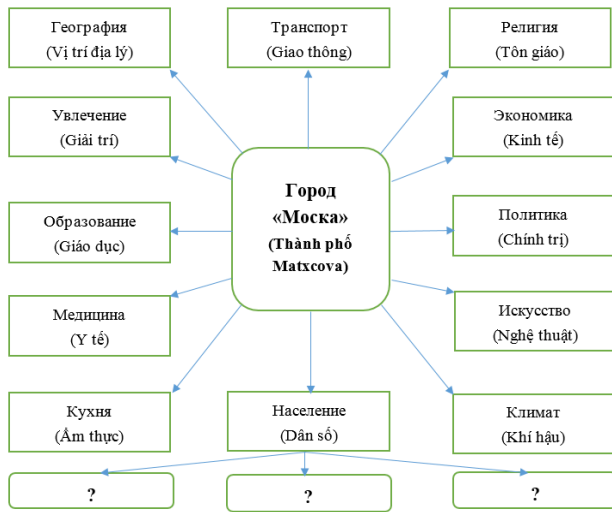 География
(Vị trí địa lý)
Транспорт
(Giao thông)
Религия
(Tôn giáo)
Увлечение
(Giải trí)
Экономика
(Kinh tế)
Город
«Моска»
(Thành phố
Matxcova)
Образование
(Giáo dục)
Политика
(Chính trị)
Медицина
(Y tế)
Искусство
(Nghệ thuật)
Кухня
(Ẩm thực)
Население
(Dân số)
Климат
(Khí hậu)
?
?
?